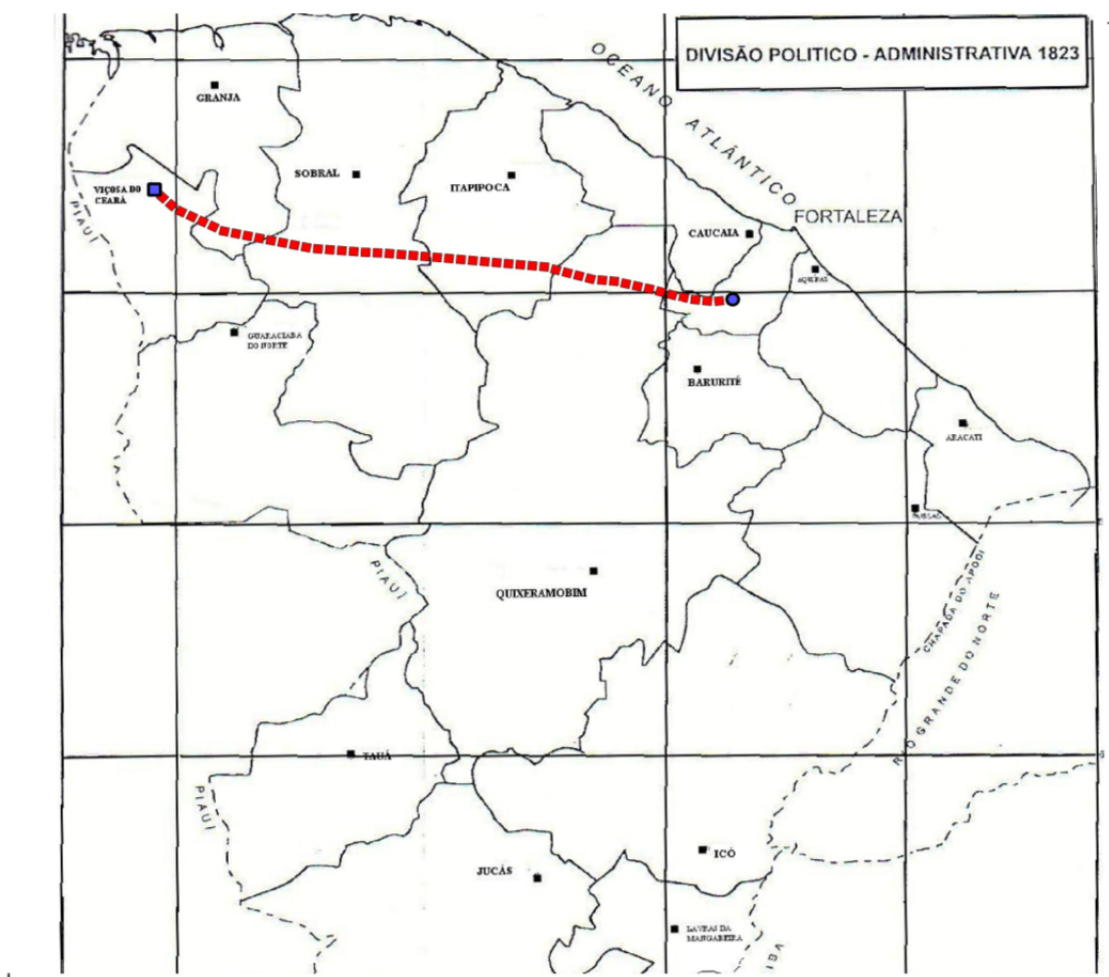 DIVISÃO POLITICO - ADMINISTRATIVA 1823
OCEANO ATLÂNTICO
GRANJA
SOBRAL
ITAPIPOCA
VIÇOSA DO
CEARÁ
PIAUÍ
FORTALEZA
CAUCAIA
AQUIRAZ
GUARACIABA
DO NORTE
BARURITÉ
ARACATI
PIAUÍ
QUIXERAMOBIM
CHAPADA DO APODI
RIO GRANDE DO NORTE
TAUÁ
PIAUÍ
ICÓ
JUCÁS
LAVRAS DA
MANGABEIRA